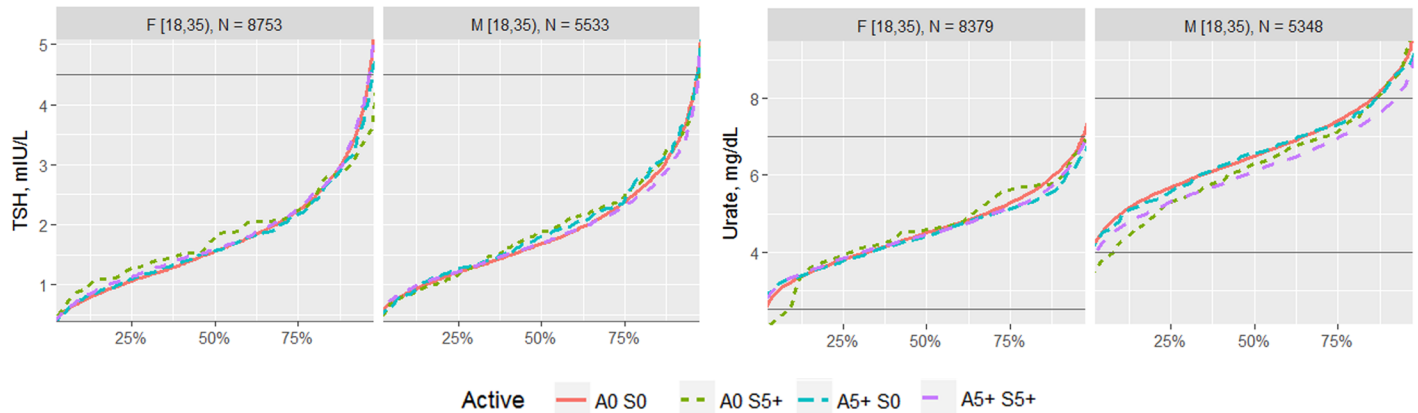 F [18,35), N = 8753
M [18,35), N = 5533
TSH, mIU/L
5
4
3
2
1
25%
50%
75%
25%
50%
75%
F [18,35), N = 8379
M [18,35), N = 5348
Urate, mg/dL
8
6
4
25%
50%
75%
25%
50%
75%
Active A0 S0 A0 S5+ A5+ S0 A5+ S5+